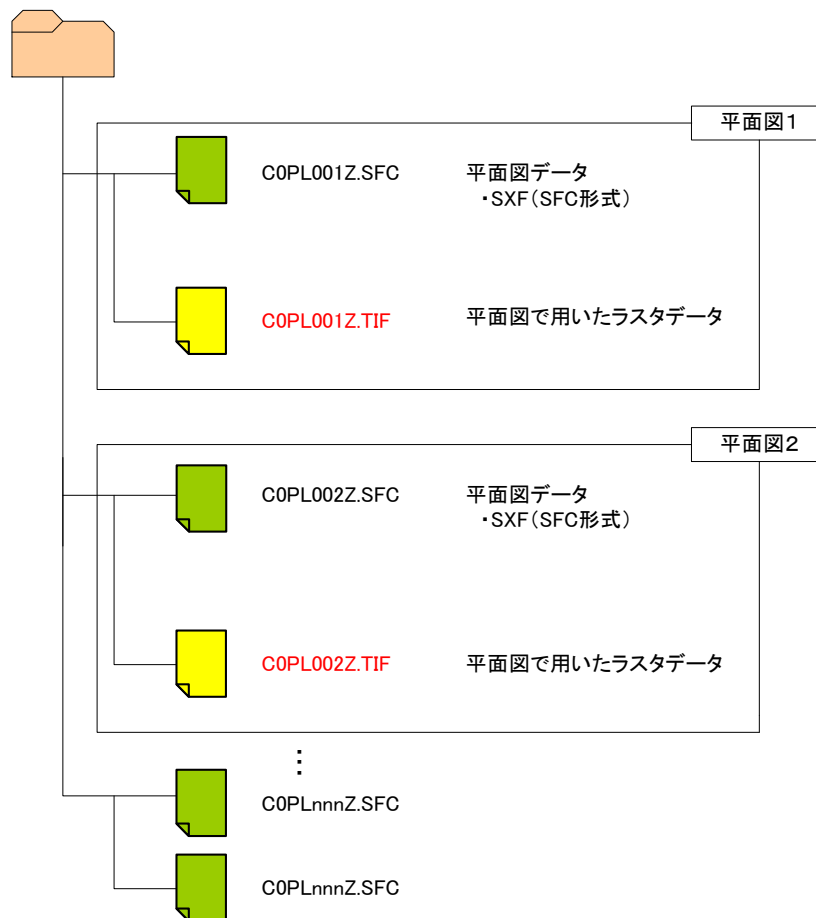 平面図1
C0PL001Z.SFC 平面図データ
・SXF(SFC形式)
C0PL001Z.TIF 平面図で用いたラスタデータ
平面図2
C0PL002Z.SFC 平面図データ
・SXF(SFC形式)
C0PL002Z.TIF 平面図で用いたラスタデータ
⋮
C0PLnnnZ.SFC
C0PLnnnZ.SFC